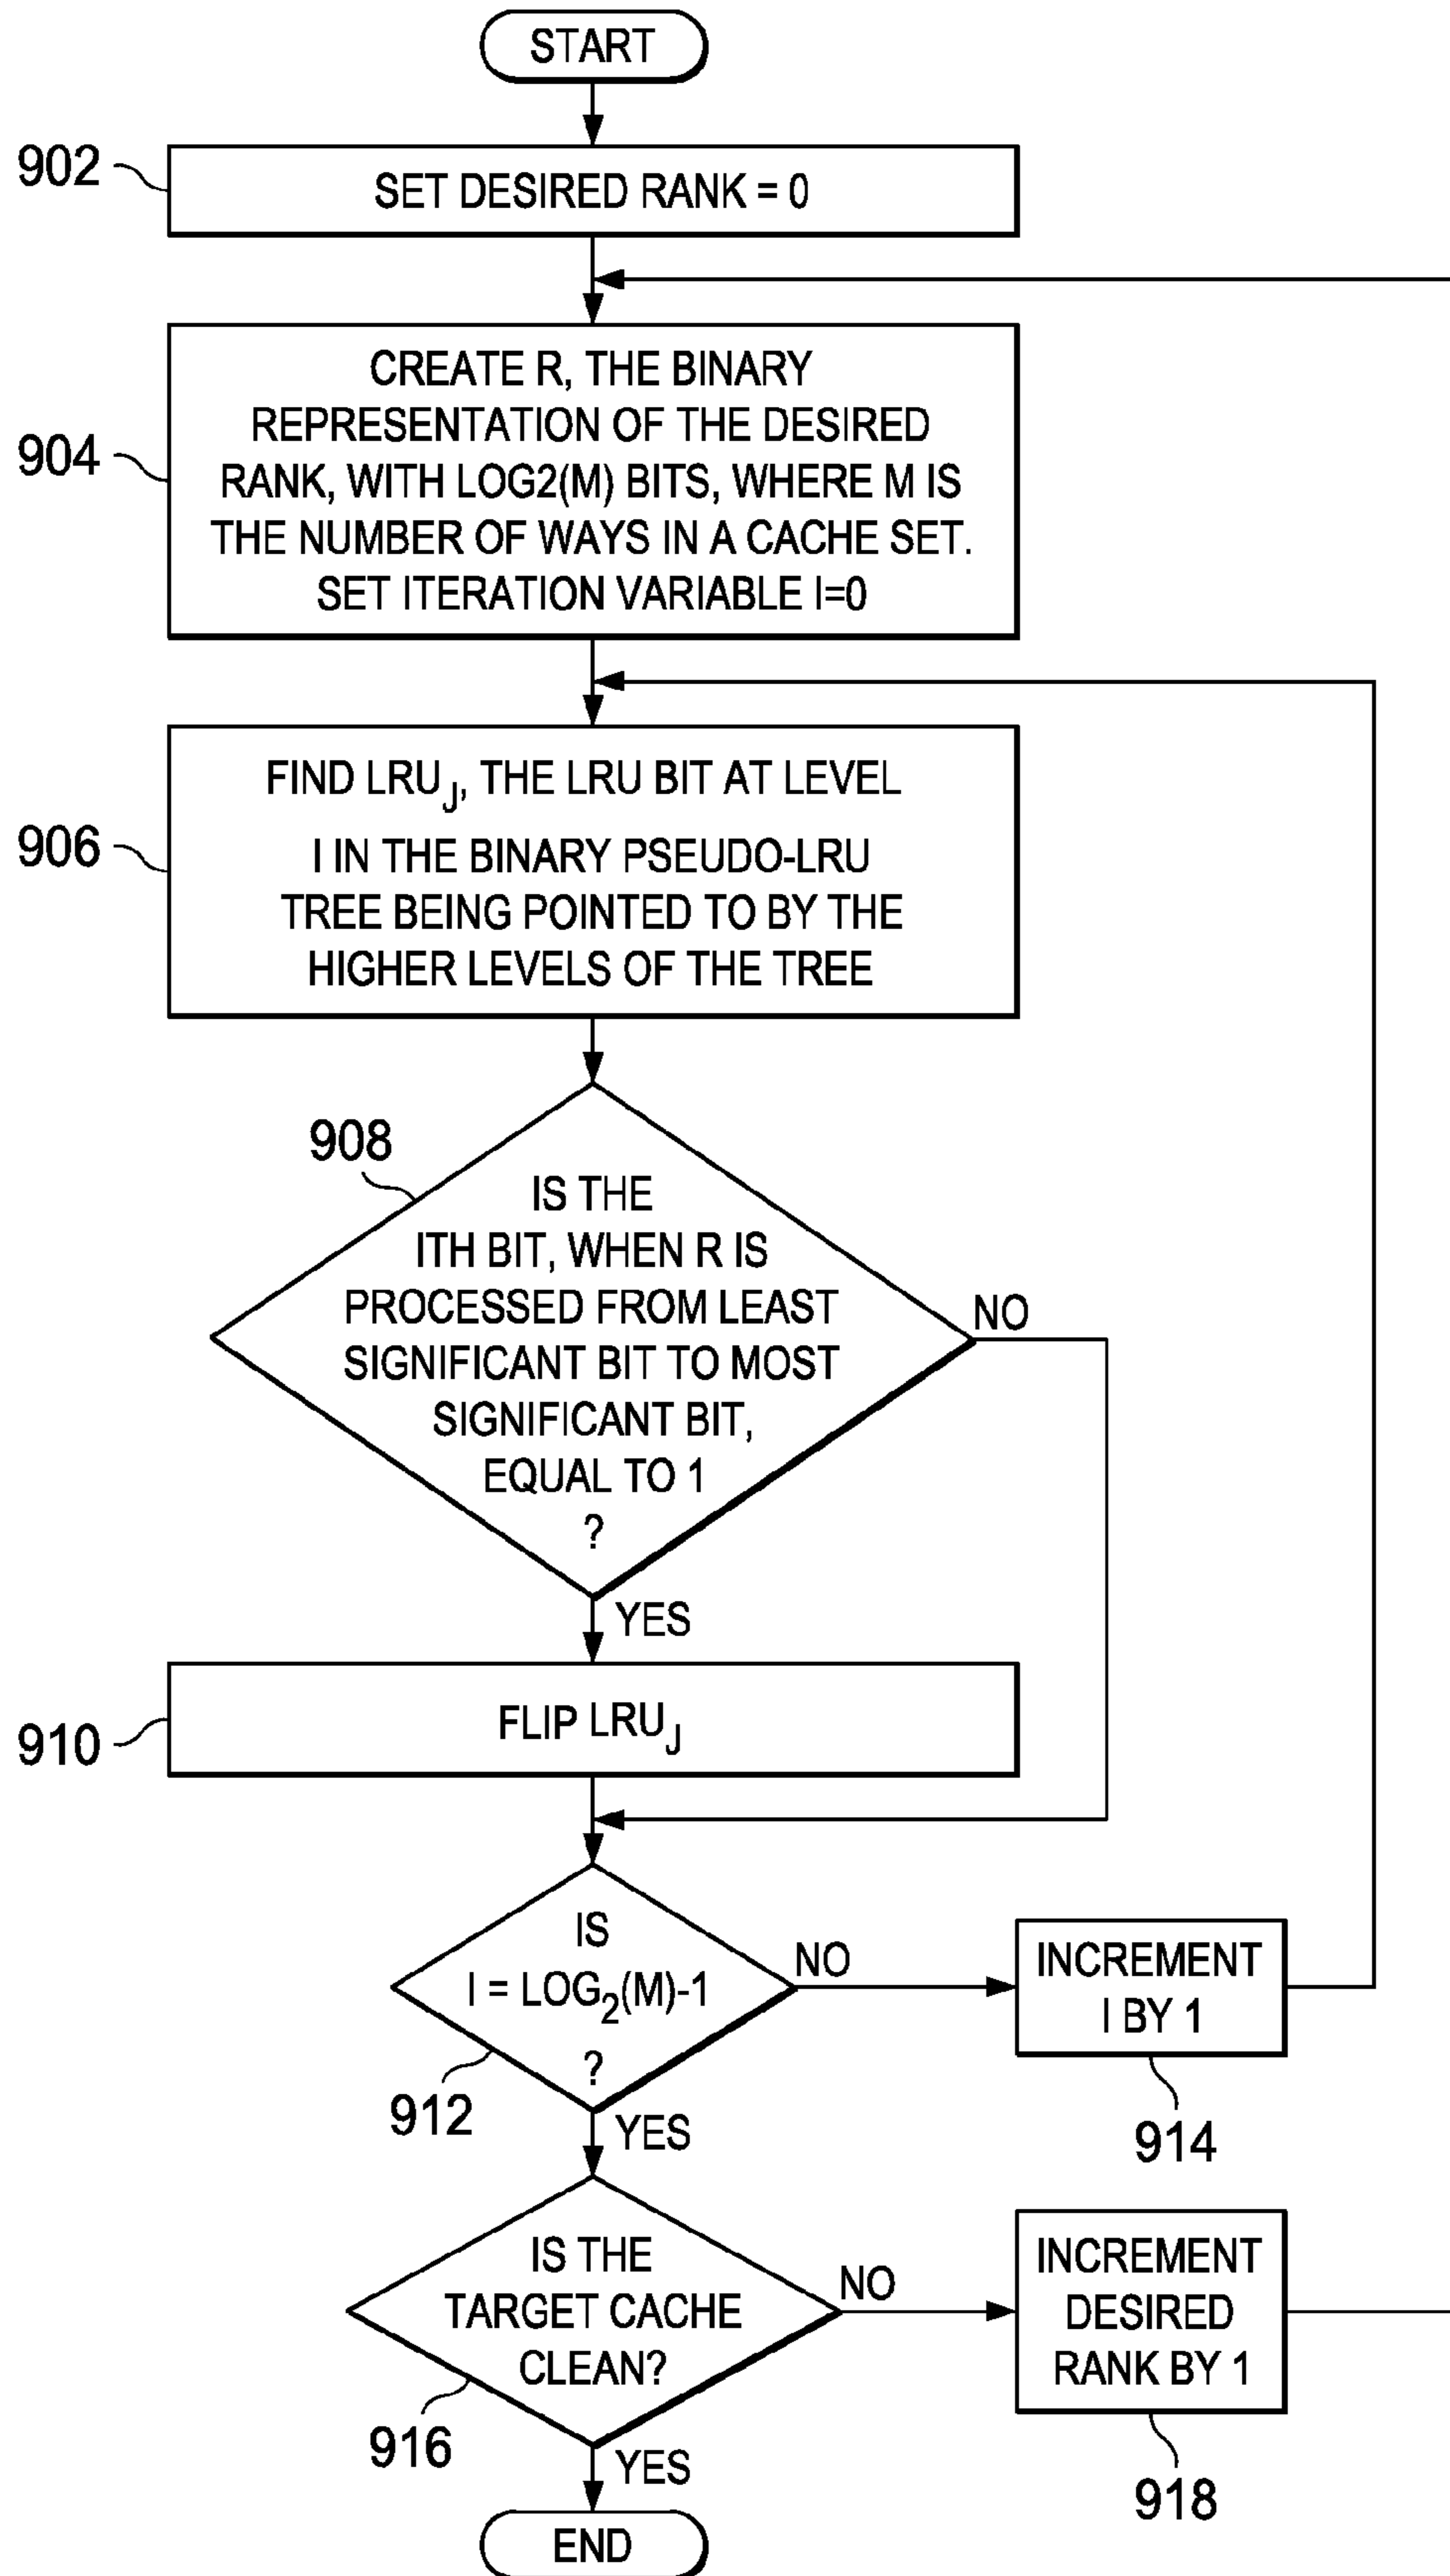 START
902
SET DESIRED RANK = 0
904
CREATE R, THE BINARY
REPRESENTATION OF THE DESIRED
RANK, WITH LOG2(M) BITS, WHERE M IS
THE NUMBER OF WAYS IN A CACHE SET.
SET ITERATION VARIABLE I=0
906
FIND LRUJ, THE LRU BIT AT LEVEL
I IN THE BINARY PSEUDO-LRU
TREE BEING POINTED TO BY THE
HIGHER LEVELS OF THE TREE
908
IS THE
ITH BIT, WHEN R IS
PROCESSED FROM LEAST
SIGNIFICANT BIT TO MOST
SIGNIFICANT BIT,
EQUAL TO 1
?
NO
YES
910
FLIP LRUJ
IS
I = LOG2(M)-1
?
912
NO
INCREMENT
I BY 1
914
YES
IS THE
TARGET CACHE
CLEAN?
916
NO
INCREMENT
DESIRED
RANK BY 1
918
YES
END